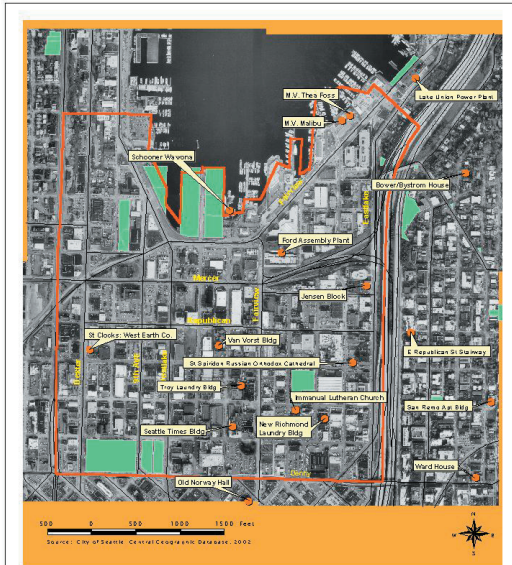 Lake Union Power Plant
M.V. Thea Foss
M.V. Malibu
Schooner Wawona
Bower/Bystrom House
Eastlake
Ford Assembly Plant
Mercer
Fairview
Jensen Block
Republican
Van Vorst Bldg
E Republican St Stairway
St Clocks: West Earth Co.
St Spiridon Russian Orthodox Cathedral
Dexter
Troy Laundry Bldg
San Remo Apt Bldg
Immanual Lutheran Church
New Richmond
Laundry Bldg
Seattle Times Bldg
Denny
Ward House
Old Norway Hall
500 0 500 1000 1500 Feet
Source: City of Seattle Central Geographic Database, 2002
N
W
E
S